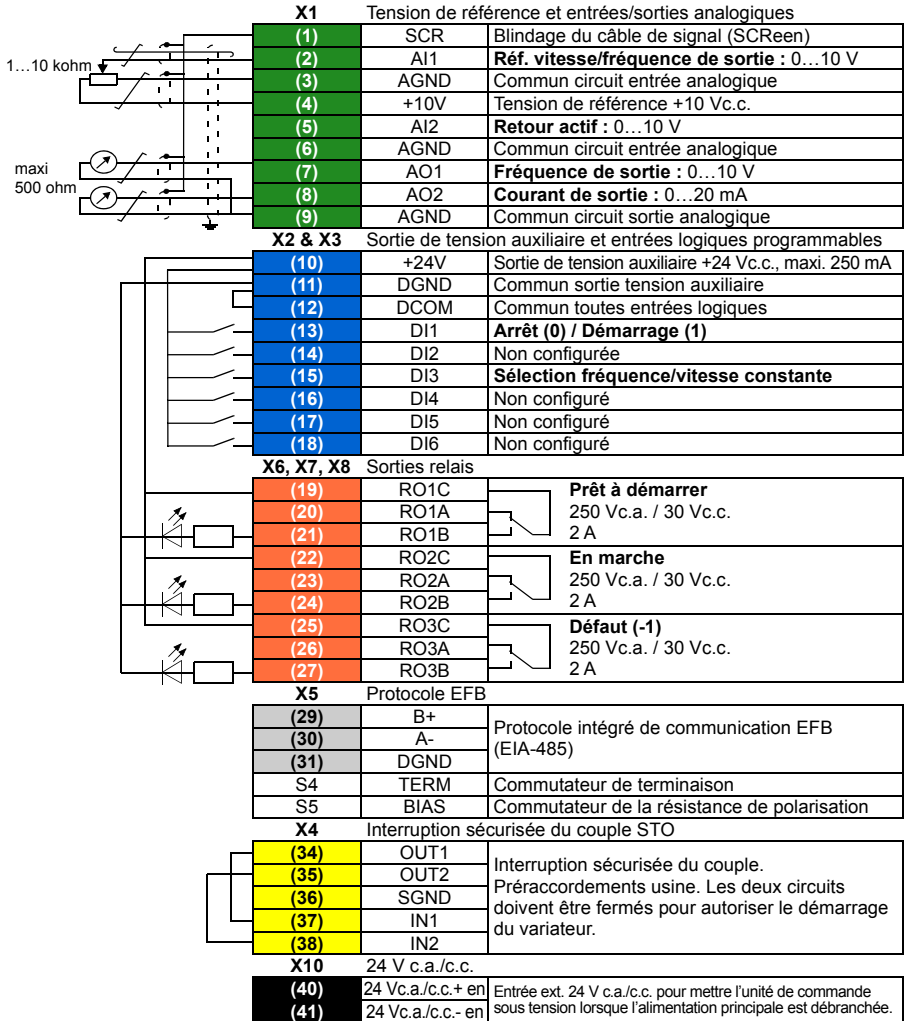 X1 Tension de référence et entrées/sorties analogiques
(1) SCR Blindage du câble de signal (SCReen)
1…10 kohm (2) AI1 Réf. vitesse/fréquence de sortie : 0…10 V
(3) AGND Commun circuit entrée analogique
(4) +10V Tension de référence +10 Vc.c.
(5) AI2 Retour actif : 0…10 V
(6) AGND Commun circuit entrée analogique
maxi
500 ohm
(7) AO1 Fréquence de sortie : 0…10 V
(8) AO2 Courant de sortie : 0…20 mA
(9) AGND Commun circuit sortie analogique
X2 & X3 Sortie de tension auxiliaire et entrées logiques programmables
(10) +24V Sortie de tension auxiliaire +24 Vc.c., maxi. 250 mA
(11) DGND Commun sortie tension auxiliaire
(12) DCOM Commun toutes entrées logiques
(13) DI1 Arrêt (0) / Démarrage (1)
(14) DI2 Non configurée
(15) DI3 Sélection fréquence/vitesse constante
(16) DI4 Non configuré
(17) DI5 Non configuré
(18) DI6 Non configuré
X6, X7, X8 Sorties relais
(19) RO1C Prêt à démarrer
(20) RO1A 250 Vc.a. / 30 Vc.c.
(21) RO1B 2 A
(22) RO2C En marche
(23) RO2A 250 Vc.a. / 30 Vc.c.
(24) RO2B 2 A
(25) RO3C Défaut (-1)
(26) RO3A 250 Vc.a. / 30 Vc.c.
(27) RO3B 2 A
X5 Protocole EFB
(29) B+
(30) A-
(31) DGND
Protocole intégré de communication EFB
(EIA-485)
S4 TERM Commutateur de terminaison
S5 BIAS Commutateur de la résistance de polarisation
X4 Interruption sécurisée du couple STO
(34) OUT1
(35) OUT2
(36) SGND
(37) IN1
(38) IN2
Interruption sécurisée du couple.
Préraccordements usine. Les deux circuits
doivent être fermés pour autoriser le démarrage
du variateur.
X10 24 V c.a./c.c.
(40) 24 Vc.a./c.c.+ en
(41) 24 Vc.a./c.c.- en
Entrée ext. 24 V c.a./c.c. pour mettre l'unité de commande
sous tension lorsque l'alimentation principale est débranchée.